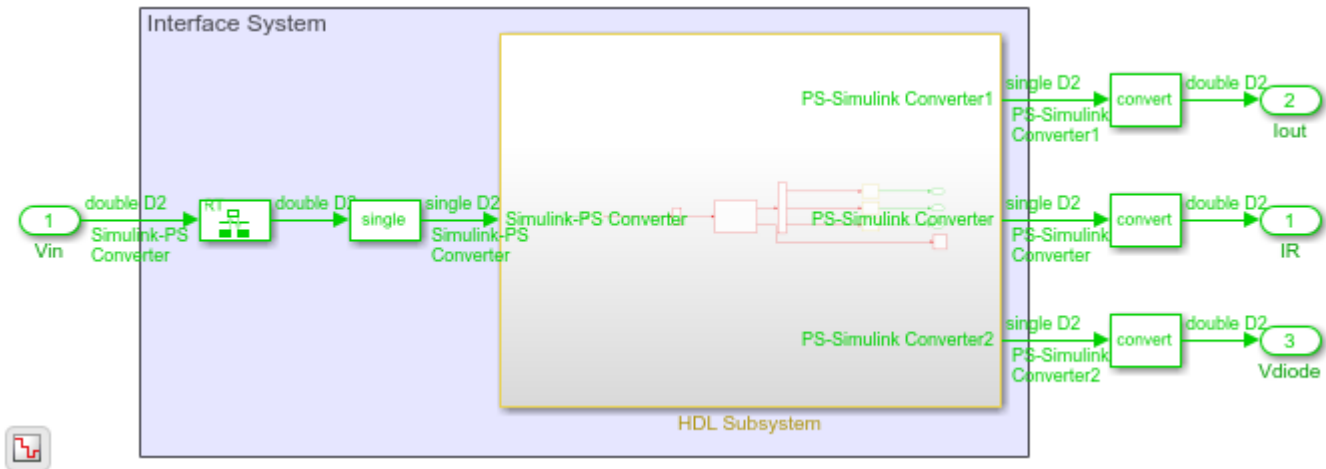 Interface System
PS-Simulink Converter1
single D2
PS-Simulink
Converter1
convert
double D2
2
Iout
1
Vin
double D2
Simulink-PS
Converter
RT
double D2
single
single D2
Simulink-PS
Converter
Simulink-PS Converter
PS-Simulink Converter
single D2
PS-Simulink
Converter
convert
double D2
1
IR
PS-Simulink Converter2
single D2
PS-Simulink
Converter2
convert
double D2
3
Vdiode
HDL Subsystem